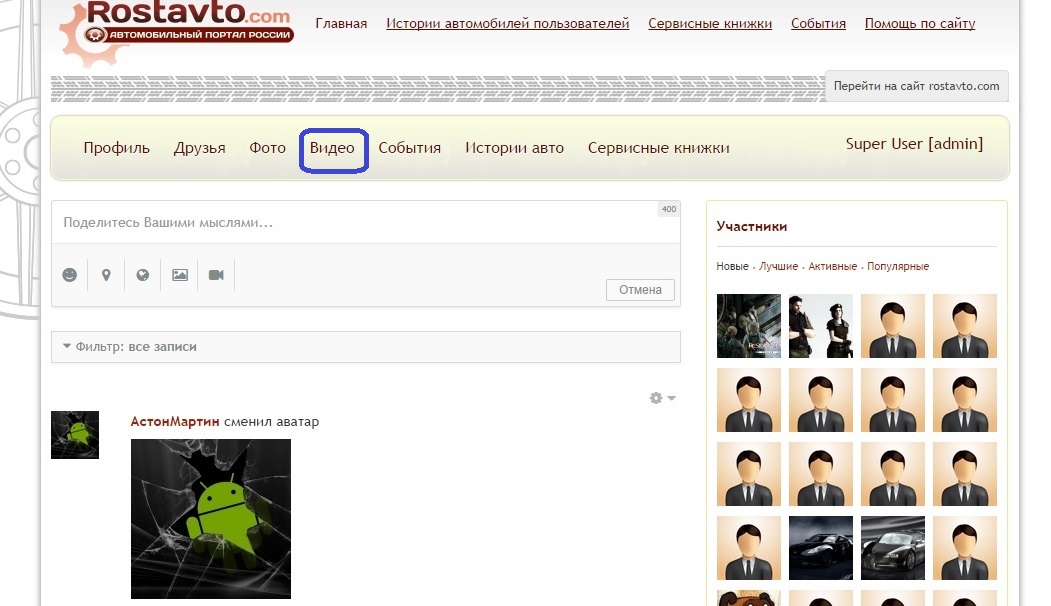 Rostavto.com
АВТОМОБИЛЬНЫЙ ПОРТАЛ РОССИИ
Главная Истории автомобилей пользователей Сервисные книжки События Помощь по сайту
Перейти на сайт rostavto.com
Профиль Друзья Фото Видео События Истории авто Сервисные книжки Super User [admin]
Поделитесь Вашими мыслями... 400
Отмена
Фильтр: все записи
АстонМартин сменил аватар
Участники
Новые . Лучшие . Активные . Популярные